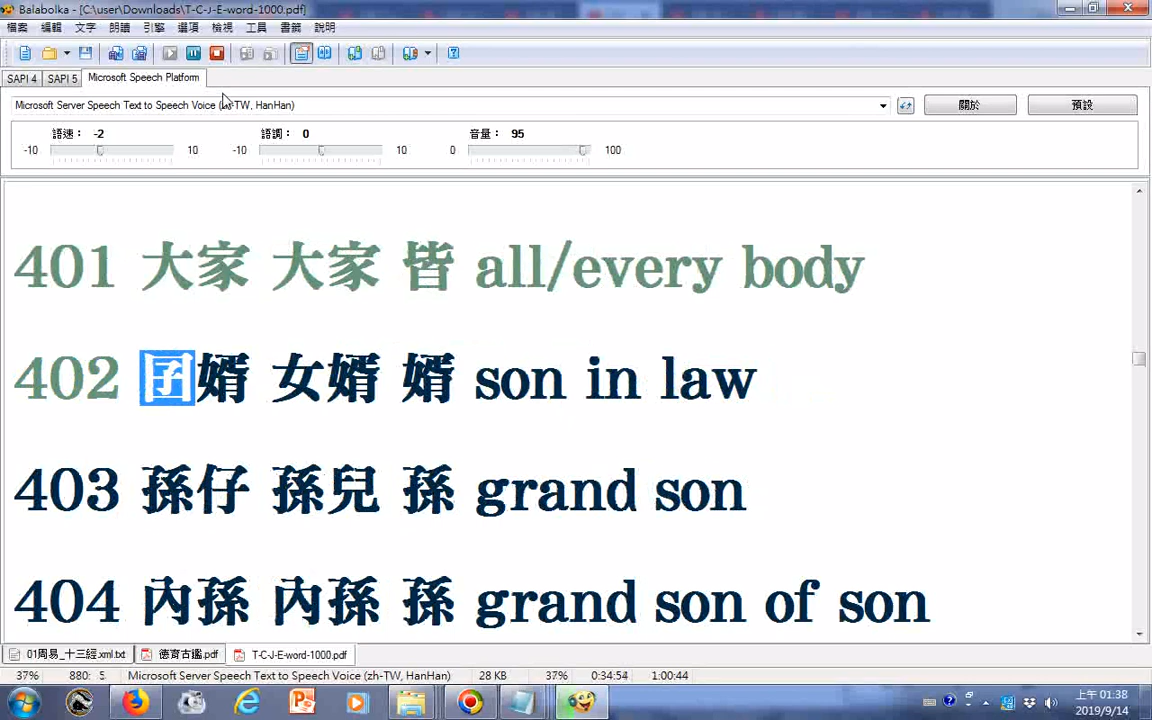 Balabolka - [C:\user\Downloads\T-C-J-E-word-1000.pdf]
檔案 編輯 文字 朗讀 引擎 選項 檢視 工具 書籤 說明
SAPI 4 SAPI 5 Microsoft Speech Platform
Microsoft Server Speech Text to Speech Voice (zh-TW, HanHan) 關於 預設
語速： -2 語調： 0 音量： 95
-10 10 -10 10 0 100
401 大家 大家 皆 all/every body
402 囝婿 女婿 婿 son in law
403 孫仔 孫兒 孫 grand son
404 內孫 內孫 孫 grand son of son
01周易_十三經.xml.txt 德育古鑑.pdf T-C-J-E-word-1000.pdf
37% 880: 5 Microsoft Server Speech Text to Speech Voice (zh-TW, HanHan) 28 KB 37% 0:34:54 1:00:44
上午 01:38
2019/9/14